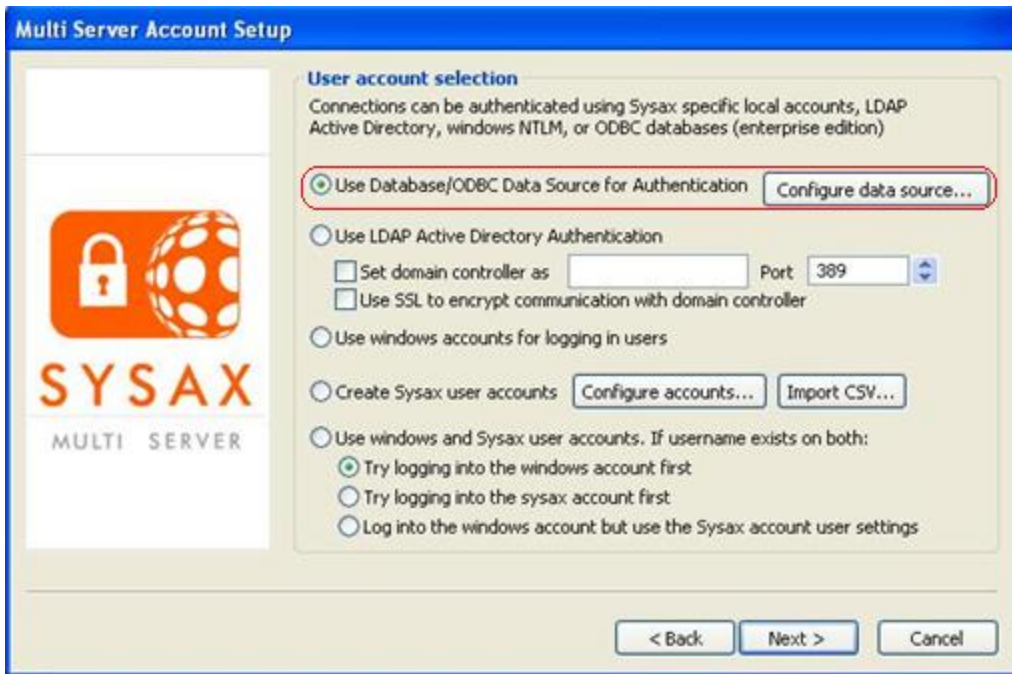 Multi Server Account Setup
User account selection
Connections can be authenticated using Sysax specific local accounts, LDAP
Active Directory, windows NTLM, or ODBC databases (enterprise edition)
Use Database/ODBC Data Source for Authentication Configure data source...
Use LDAP Active Directory Authentication
Set domain controller as Port 389
Use SSL to encrypt communication with domain controller
Use windows accounts for logging in users
SYSAX
MULTI SERVER
Create Sysax user accounts Configure accounts... Import CSV...
Use windows and Sysax user accounts. If username exists on both:
Try logging into the windows account first
Try logging into the sysax account first
Log into the windows account but use the Sysax account user settings
< Back Next > Cancel